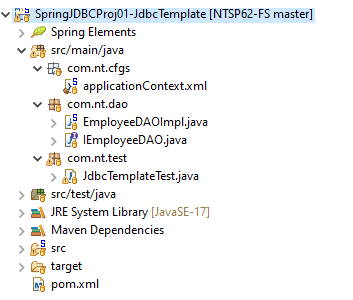 SpringJDBCProj01-JdbcTemplate [NTSP62-FS master]
Spring Elements
src/main/java
com.nt.cfgs
applicationContext.xml
com.nt.dao
EmployeeDAOImpl.java
IEmployeeDAO.java
com.nt.test
JdbcTemplateTest.java
src/test/java
JRE System Library [JavaSE-17]
Maven Dependencies
src
target
pom.xml